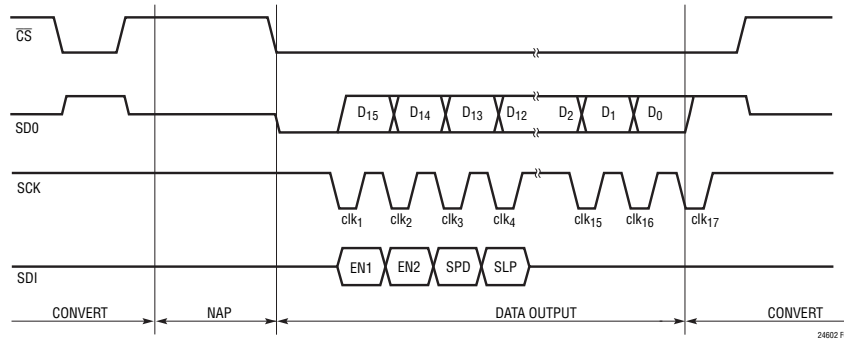 CS
SD0
D15 D14 D13 D12 D2 D1 D0
SCK
clk1 clk2 clk3 clk4 clk15 clk16 clk17
SDI
EN1 EN2 SPD SLP
CONVERT NAP DATA OUTPUT CONVERT
24602 F